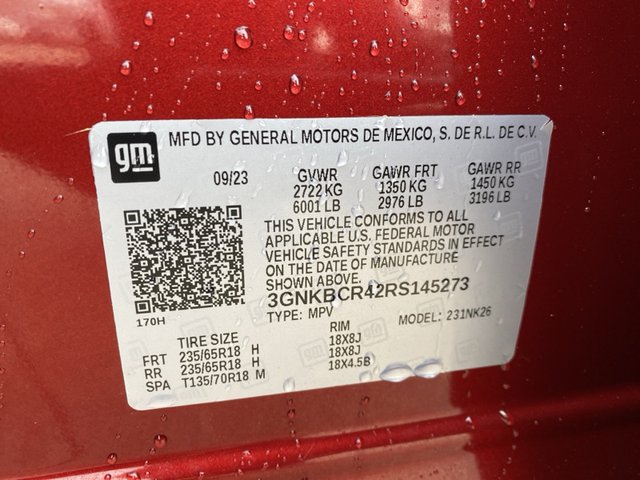 gm
MFD BY GENERAL MOTORS DE MEXICO, S. DE R.L. DE C.V.
09/23 GVWR GAWR FRT GAWR RR
2722 KG 1350 KG 1450 KG
6001 LB 2976 LB 3196 LB
THIS VEHICLE CONFORMS TO ALL
APPLICABLE U.S. FEDERAL MOTOR
VEHICLE SAFETY STANDARDS IN EFFECT
ON THE DATE OF MANUFACTURE
SHOWN ABOVE.
3GNKBCR42RS145273
170H
TYPE: MPV MODEL: 231NK26
TIRE SIZE RIM
FRT 235/65R18 H 18X8J
RR 235/65R18 H 18X8J
SPA T135/70R18 M 18X4.5B